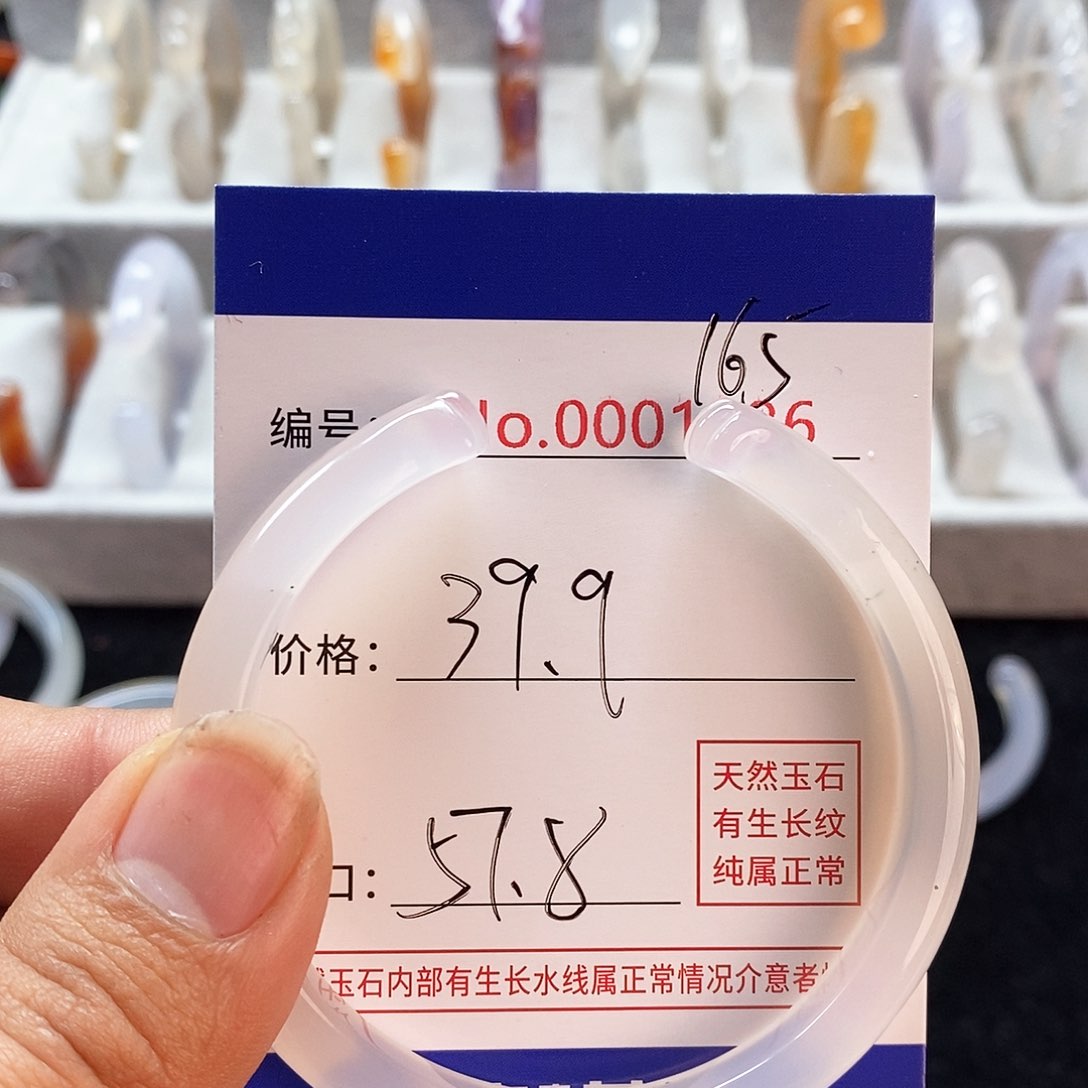 16.5
编号: No.0001 6
价格: 39.9
口: 57.8
天然玉石
有生长纹
纯属正常
玉石内部有生长水线属正常情况介意者